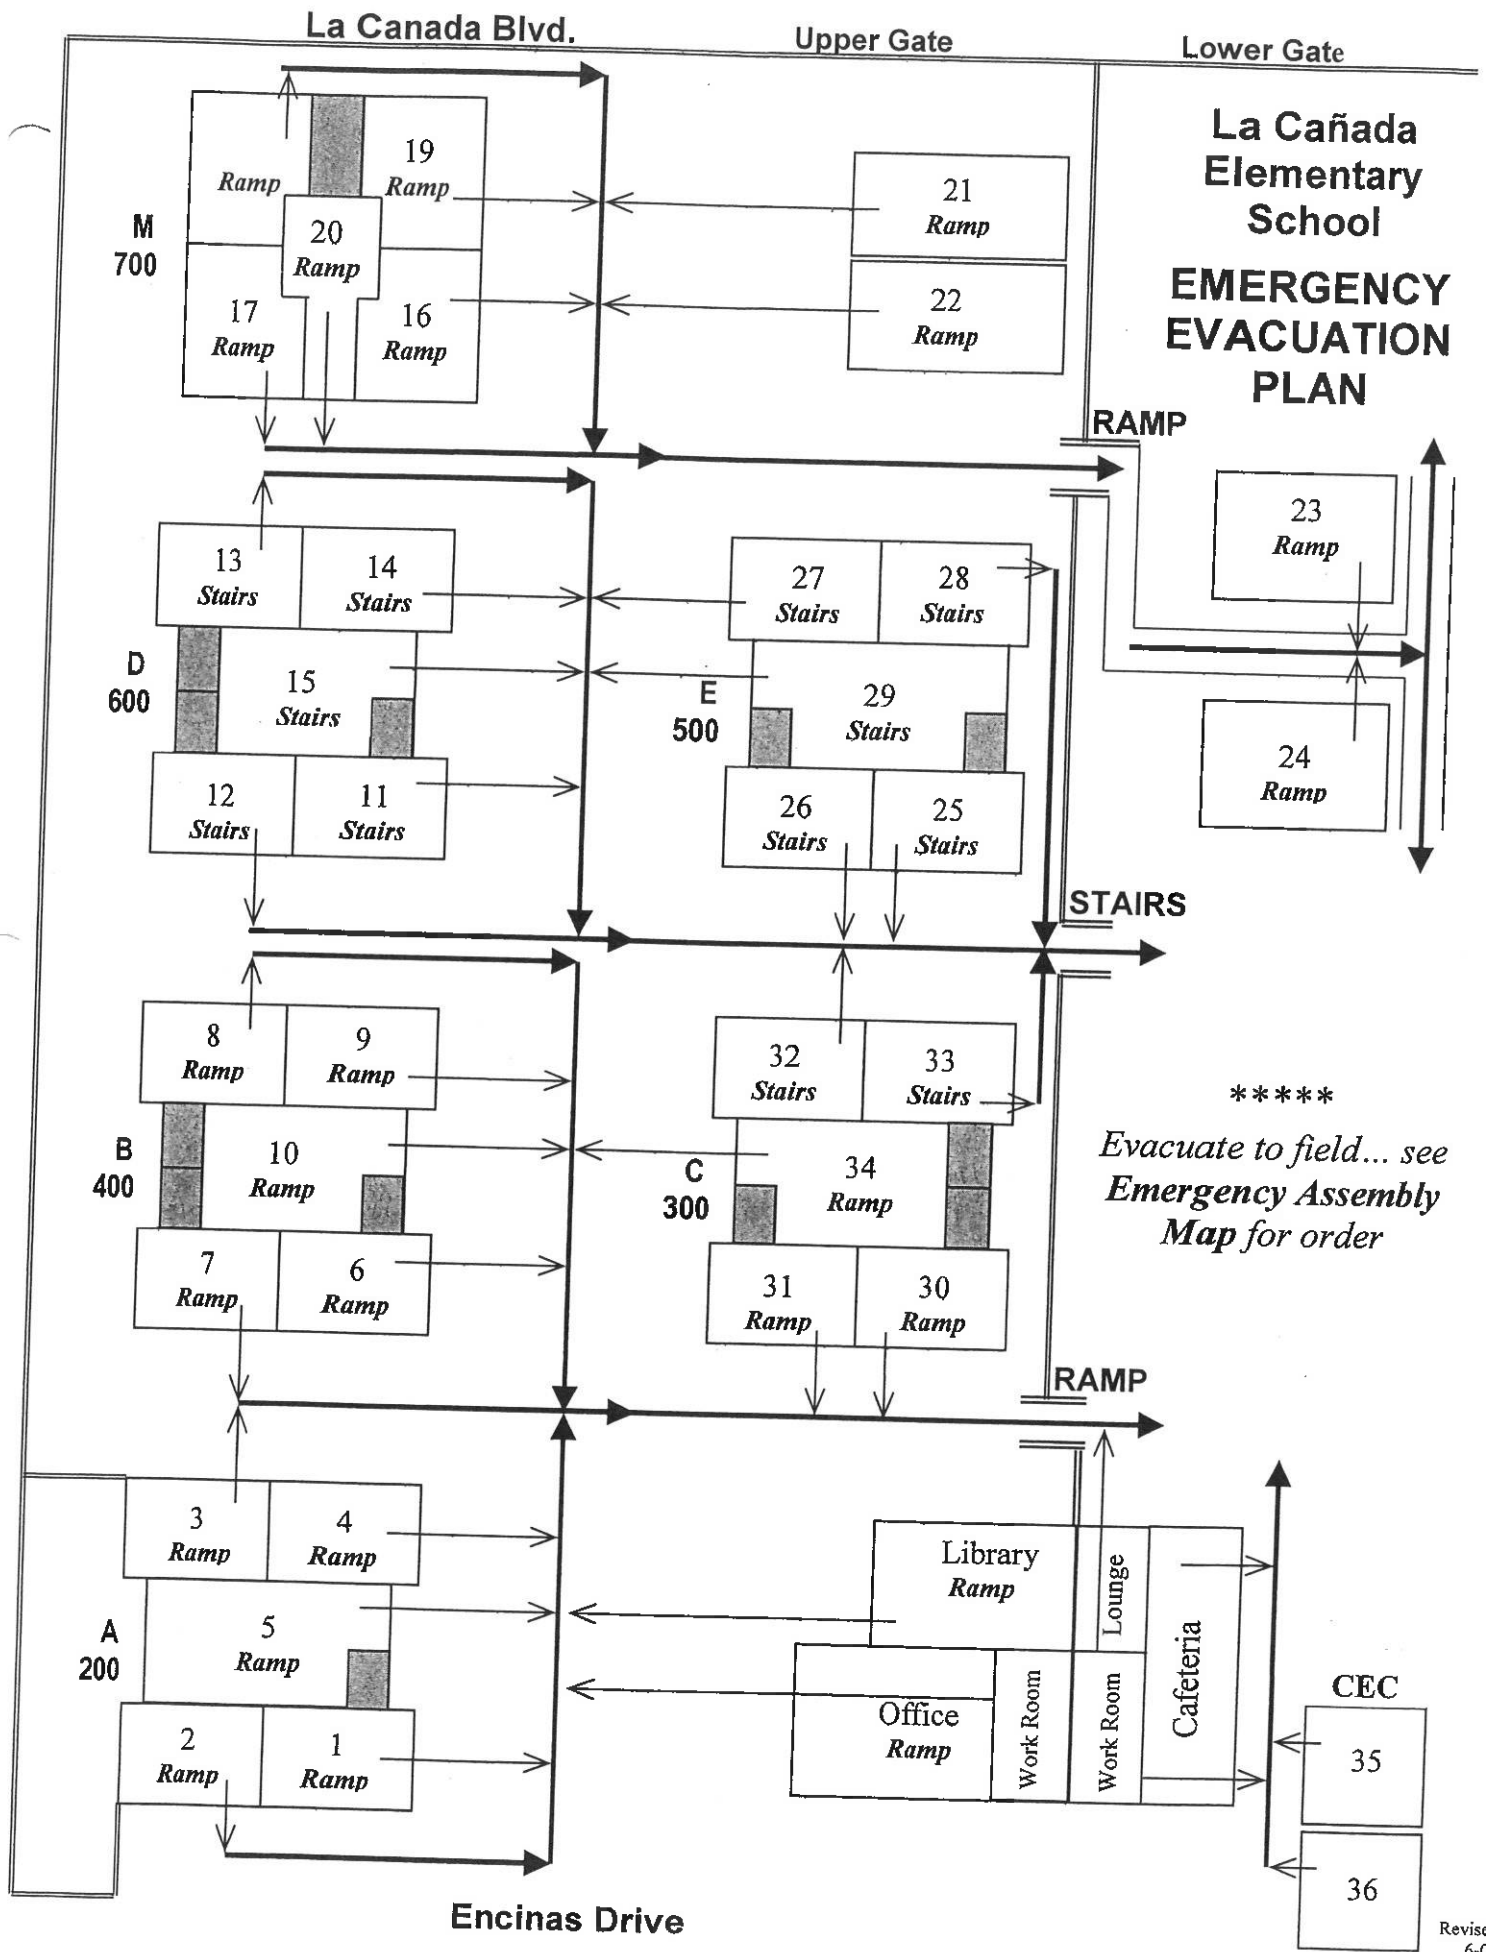 La Canada Blvd.
Upper Gate
Lower Gate
La Cañada
Elementary
School
EMERGENCY
EVACUATION
PLAN
Ramp
19
Ramp
20
Ramp
M
700
17
Ramp
16
Ramp
21
Ramp
22
Ramp
RAMP
23
Ramp
24
Ramp
13
Stairs
14
Stairs
D
600
15
Stairs
12
Stairs
11
Stairs
27
Stairs
28
Stairs
E
500
29
Stairs
26
Stairs
25
Stairs
STAIRS
8
Ramp
9
Ramp
B
400
10
Ramp
7
Ramp
6
Ramp
32
Stairs
33
Stairs
C
300
34
Ramp
31
Ramp
30
Ramp
*****
Evacuate to field... see
Emergency Assembly
Map for order
RAMP
3
Ramp
4
Ramp
A
200
5
Ramp
2
Ramp
1
Ramp
Library
Ramp
Lounge
Office
Ramp
Work Room
Work Room
Cafeteria
CEC
35
36
Encinas Drive